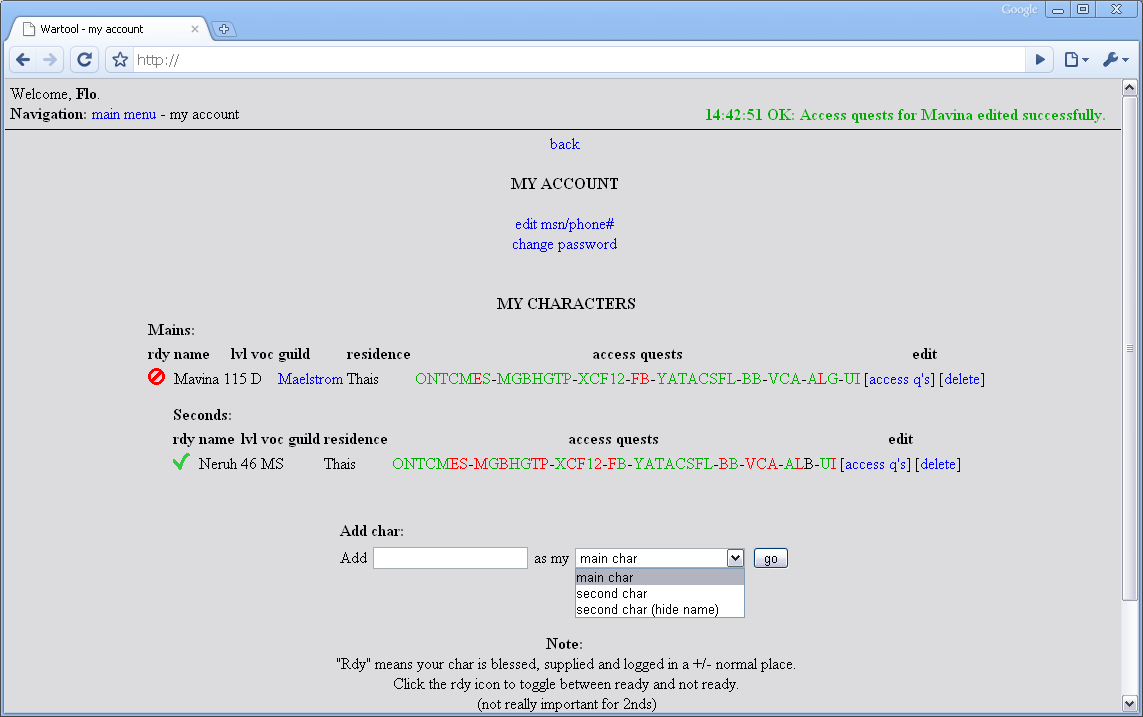 Google
Wartool - my account
http://
Welcome, Flo.
Navigation: main menu - my account
14:42:51 OK: Access quests for Mavina edited successfully.
back
MY ACCOUNT
edit msn/phone#
change password
MY CHARACTERS
Mains:
rdy name lvl voc guild residence access quests edit
Mavina 115 D Maelstrom Thais ONTCMES-MGBHGTP-XCF12-FB-YATACSFL-BB-VCA-ALG-UI [access q's] [delete]
Seconds:
rdy name lvl voc guild residence access quests edit
Neruh 46 MS Thais ONTCMES-MGBHGTP-XCF12-FB-YATACSFL-BB-VCA-ALB-UI [access q's] [delete]
Add char:
Add as my main char go
main char
second char
second char (hide name)
Note:
"Rdy" means your char is blessed, supplied and logged in a +/- normal place.
Click the rdy icon to toggle between ready and not ready.
(not really important for 2nds)